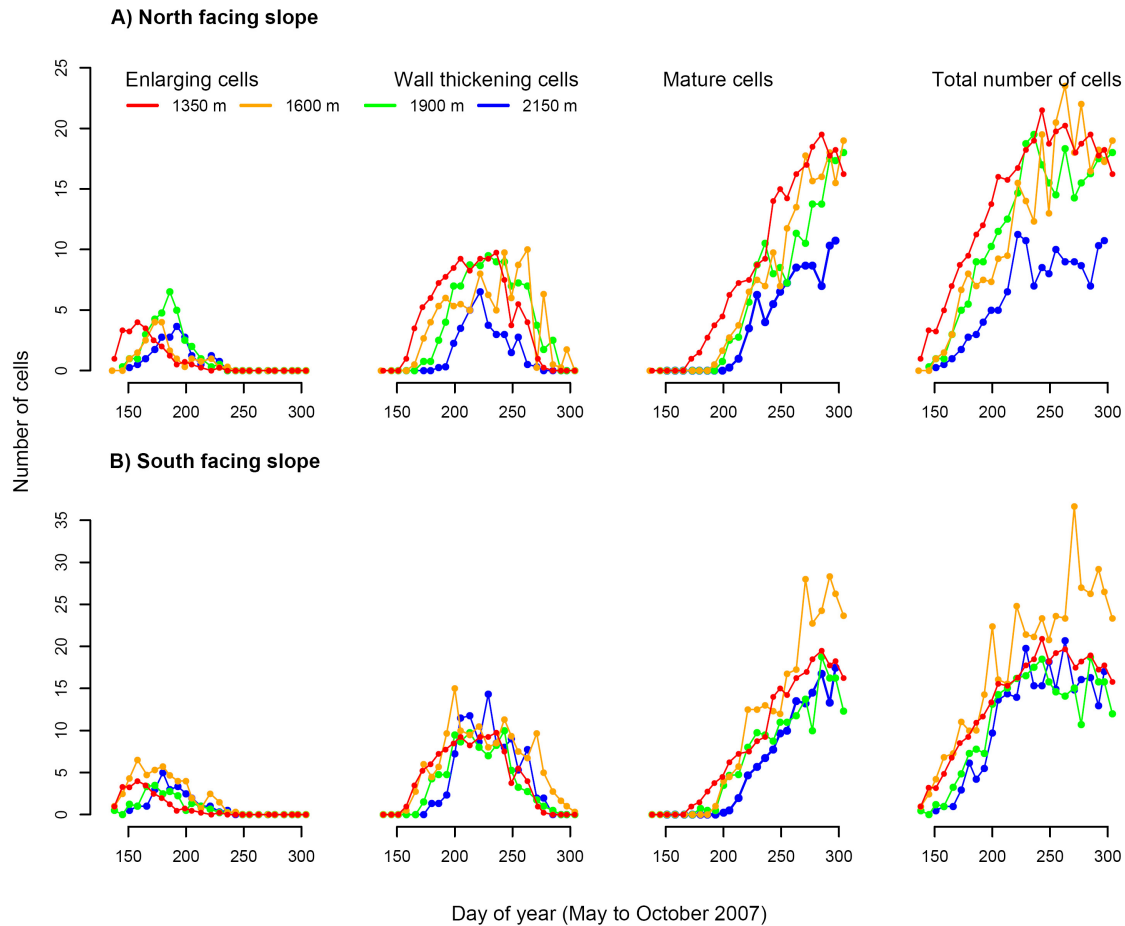 A) North facing slope
Enlarging cells Wall thickening cells Mature cells Total number of cells
1350 m 1600 m 1900 m 2150 m
25
20
15
10
5
0
150 200 250 300 150 200 250 300 150 200 250 300 150 200 250 300
Number of cells
B) South facing slope
35
30
25
20
15
10
5
0
150 200 250 300 150 200 250 300 150 200 250 300 150 200 250 300
Day of year (May to October 2007)